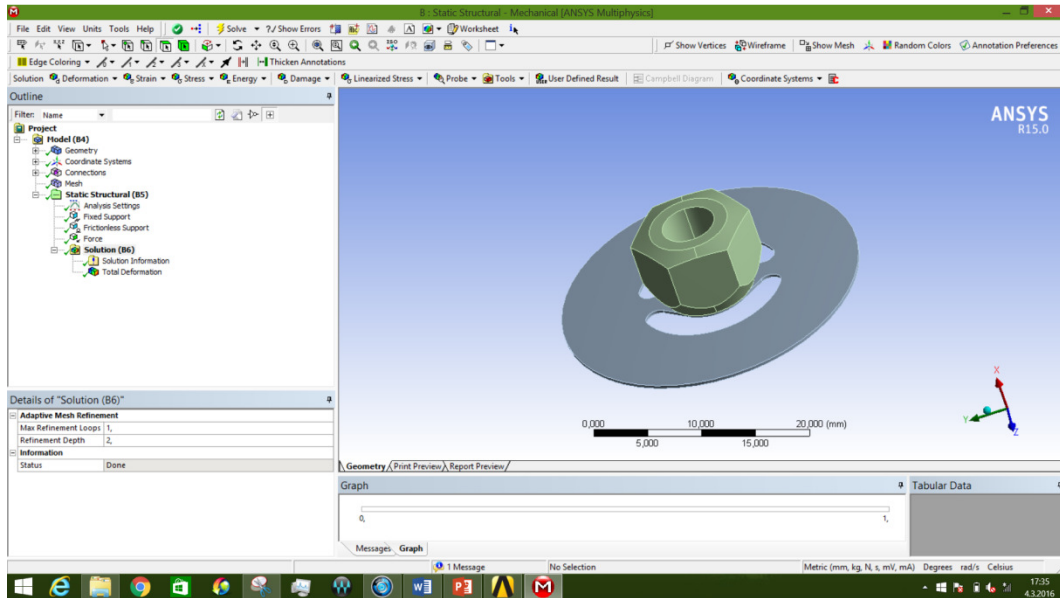 B : Static Structural - Mechanical [ANSYS Multiphysics]
File Edit View Units Tools Help Solve ?/ Show Errors Worksheet
Show Vertices Wireframe Show Mesh Random Colors Annotation Preferences
Edge Coloring Thicken Annotations
Solution Deformation Strain Stress Energy Damage Linearized Stress Probe Tools User Defined Result Campbell Diagram Coordinate Systems
Outline
Filter: Name
Project
Model (B4)
Geometry
Coordinate Systems
Connections
Mesh
Static Structural (B5)
Analysis Settings
Fixed Support
Frictionless Support
Force
Solution (B6)
Solution Information
Total Deformation
ANSYS
R15.0
0,000 10,000 20,000 (mm)
5,000 15,000
X
Y
Z
Details of "Solution (B6)"
Adaptive Mesh Refinement
Max Refinement Loops 1,
Refinement Depth 2,
Information
Status Done
Geometry Print Preview Report Preview
Graph
0, 1,
Messages Graph
Tabular Data
1 Message No Selection Metric (mm, kg, N, s, mV, mA) Degrees rad/s Celsius
17:35
4.3.2016